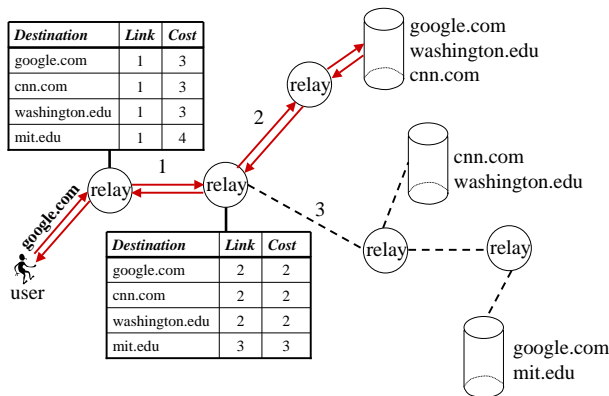 Destination Link Cost
google.com 1 3
cnn.com 1 3
washington.edu 1 3
mit.edu 1 4
google.com
washington.edu
cnn.com
relay
2
1
cnn.com
washington.edu
relay
relay
google.com
3
user
relay
relay
Destination Link Cost
google.com 2 2
cnn.com 2 2
washington.edu 2 2
mit.edu 3 3
google.com
mit.edu